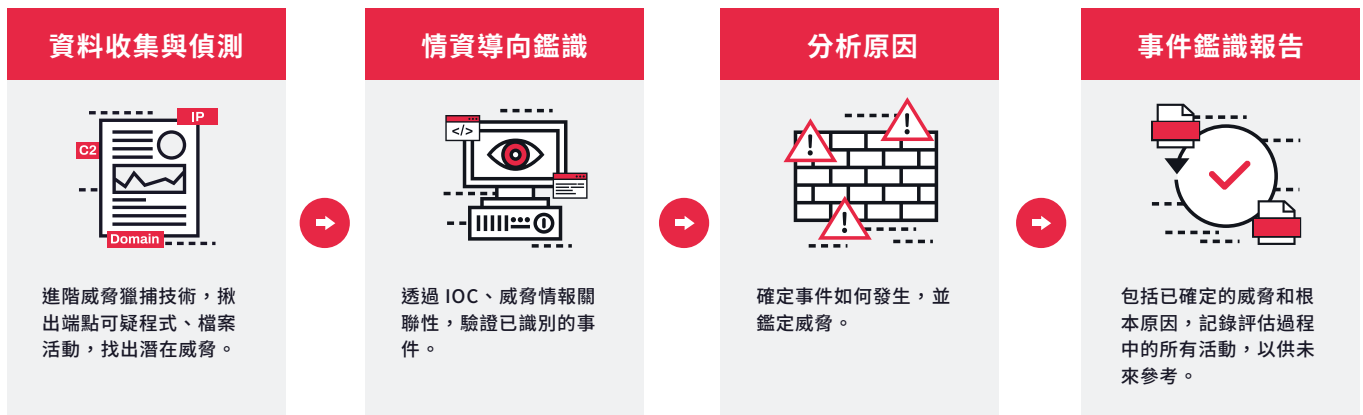 資料收集與偵測
IP
C2
Domain
進階威脅獵捕技術，揪
出端點可疑程式、檔案
活動，找出潛在威脅。
情資導向鑑識
</>
透過 IOC、威脅情報關
聯性，驗證已識別的事
件。
分析原因
確定事件如何發生，並
鑑定威脅。
事件鑑識報告
包括已確定的威脅和根
本原因，記錄評估過程
中的所有活動，以供未
來參考。